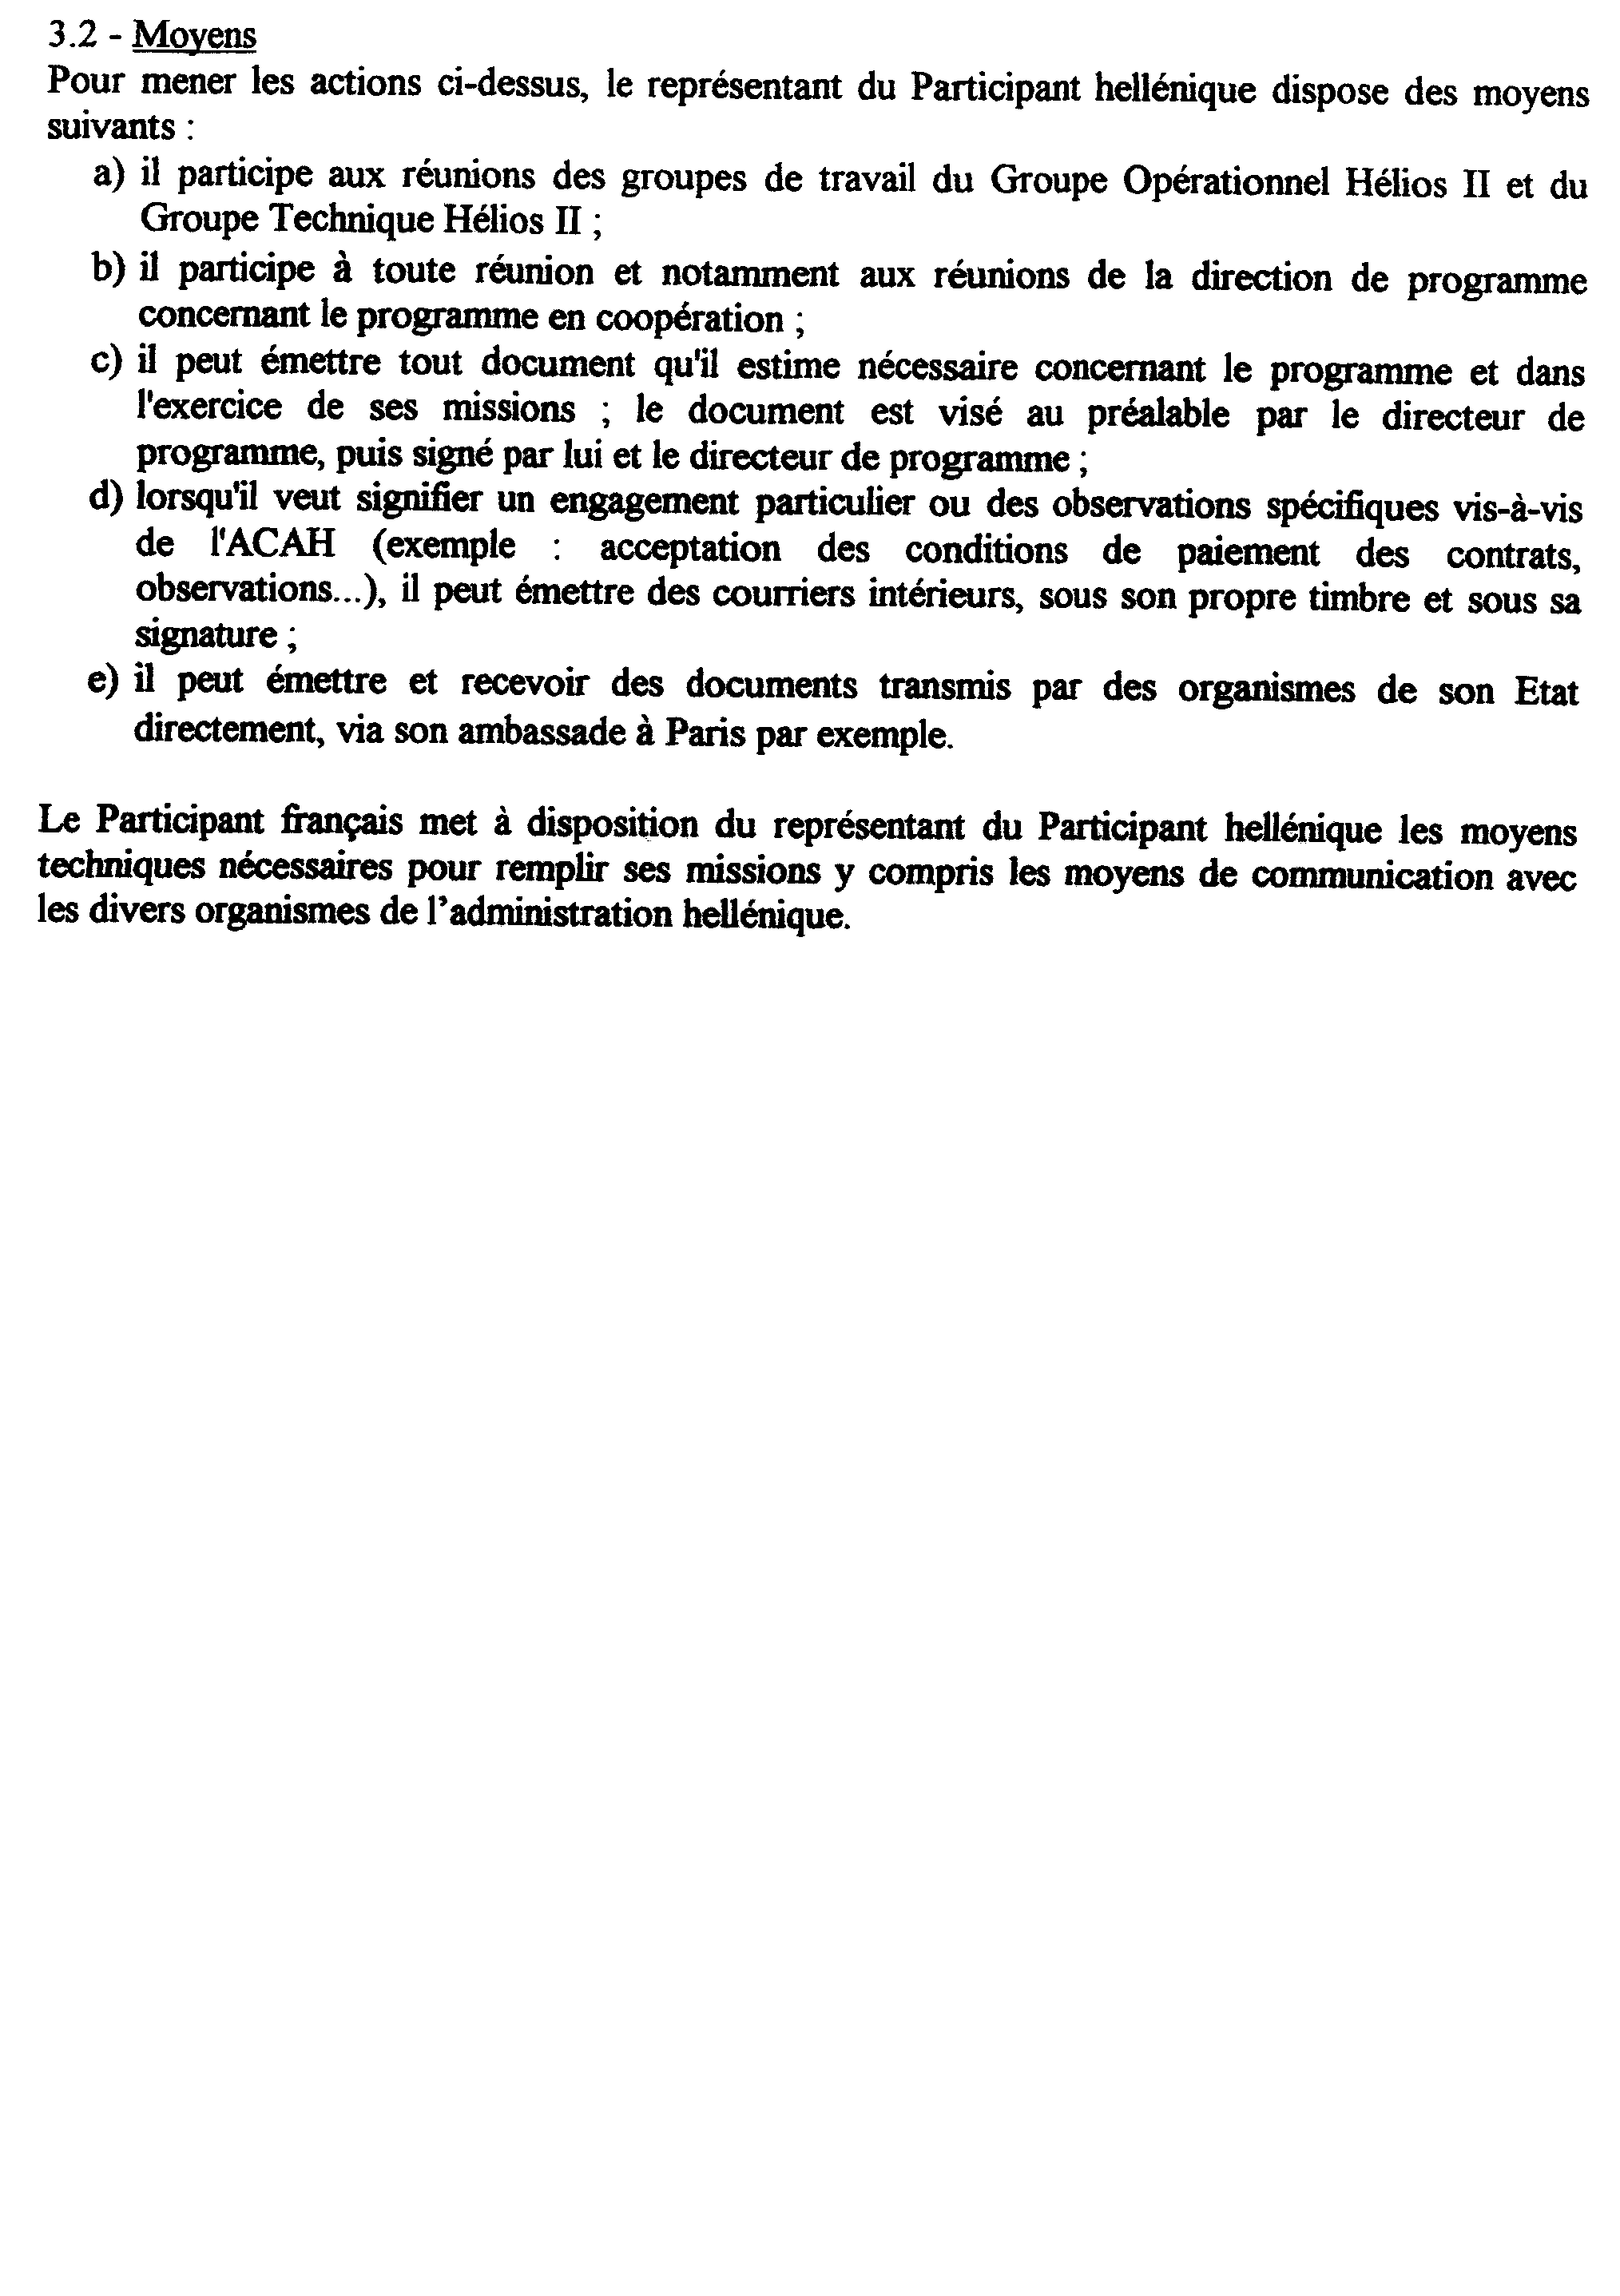 3.2 - Moyens
Pour mener les actions ci-dessus, le représentant du Participant hellénique dispose des moyens
suivants :
a) il participe aux réunions des groupes de travail du Groupe Opérationnel Hélios II et du
Groupe Technique Hélios II ;
b) il participe à toute réunion et notamment aux réunions de la direction de programme
concernant le programme en coopération ;
c) il peut émettre tout document qu'il estime nécessaire concernant le programme et dans
l'exercice de ses missions ; le document est visé au préalable par le directeur de
programme, puis signé par lui et le directeur de programme ;
d) lorsqu'il veut signifier un engagement particulier ou des observations spécifiques vis-à-vis
de l'ACAH (exemple : acceptation des conditions de paiement des contrats,
observations...), il peut émettre des courriers intérieurs, sous son propre timbre et sous sa
signature ;
e) il peut émettre et recevoir des documents transmis par des organismes de son Etat
directement, via son ambassade à Paris par exemple.
Le Participant français met à disposition du représentant du Participant hellénique les moyens
techniques nécessaires pour remplir ses missions y compris les moyens de communication avec
les divers organismes de l’administration hellénique.